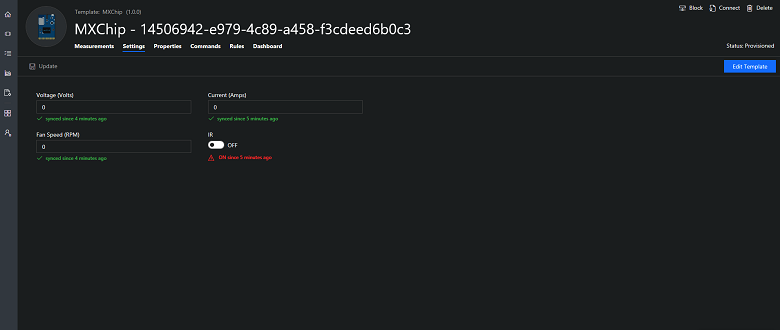 Template: MXChip (1.0.0)
Block Connect Delete
MXChip - 14506942-e979-4c89-a458-f3cdeed6b0c3
Measurements Settings Properties Commands Rules Dashboard
Status: Provisioned
Update
Edit Template
Voltage (Volts)
0
synced since 4 minutes ago
Current (Amps)
0
synced since 5 minutes ago
Fan Speed (RPM)
0
synced since 4 minutes ago
IR
OFF
ON since 5 minutes ago